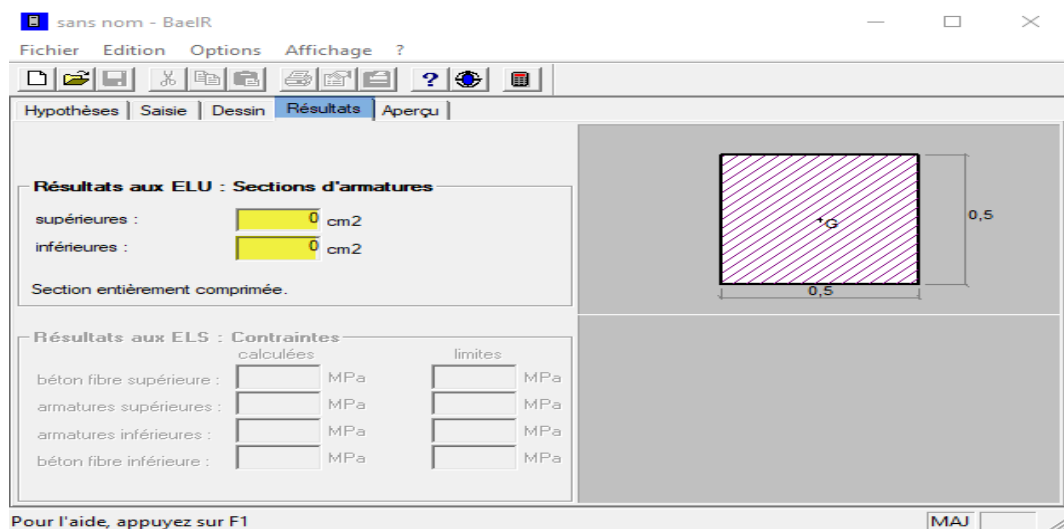 sans nom - BaelR
Fichier Edition Options Affichage ?
Hypothèses Saisie Dessin Résultats Aperçu
Résultats aux ELU : Sections d'armatures
supérieures : 0 cm2
inférieures : 0 cm2
Section entièrement comprimée.
G
0,5
0,5
Résultats aux ELS : Contraintes
calculées limites
béton fibre supérieure : MPa MPa
armatures supérieures : MPa MPa
armatures inférieures : MPa MPa
béton fibre inférieure : MPa MPa
Pour l'aide, appuyez sur F1
MAJ